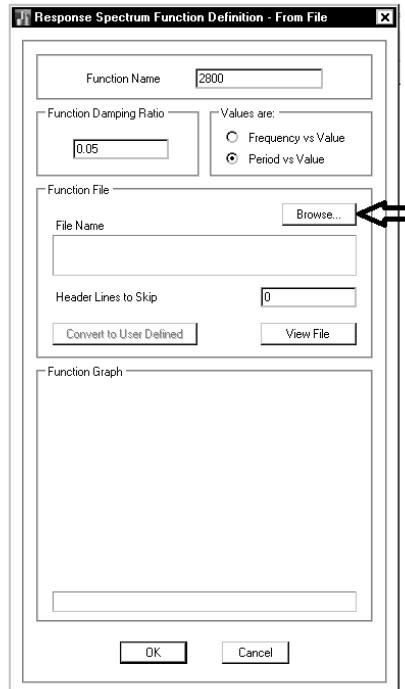 Response Spectrum Function Definition - From File
Function Name 2800
Function Damping Ratio
0.05
Values are:
Frequency vs Value
Period vs Value
Function File
Browse...
File Name
Header Lines to Skip 0
Convert to User Defined View File
Function Graph
OK Cancel